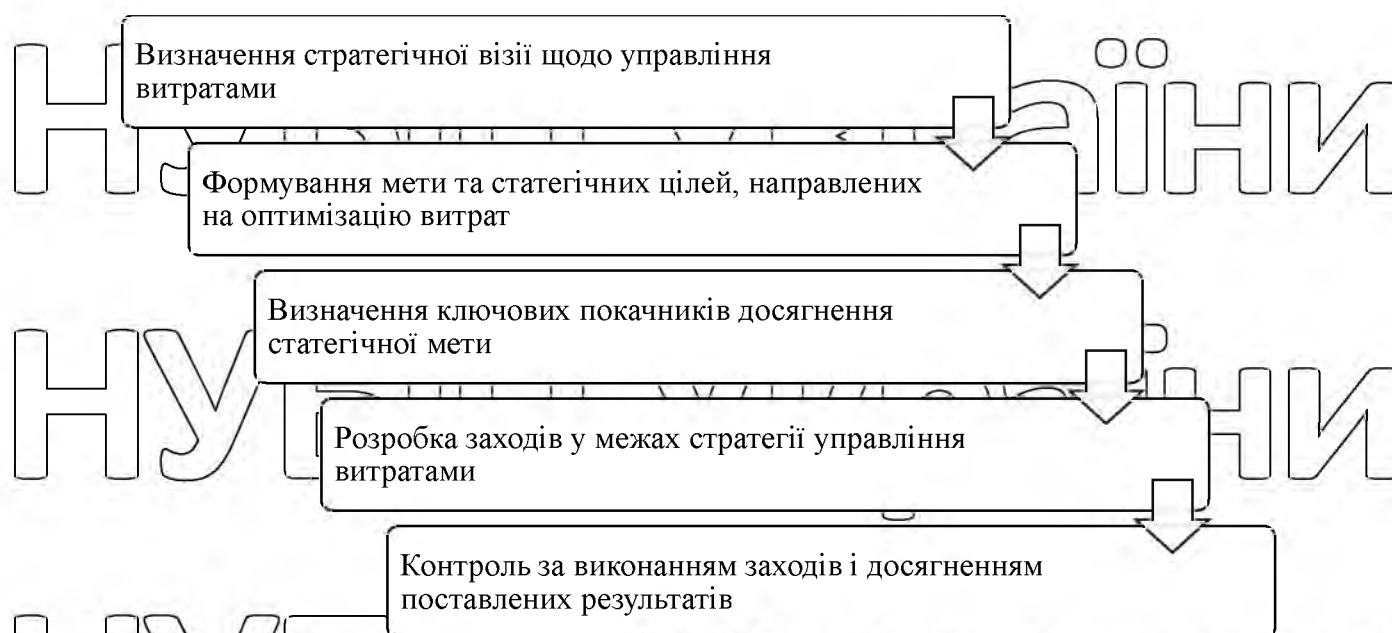 Визначення стратегічної візії щодо управління
витратами
Формування мети та статегічних цілей, направлених
на оптимізацію витрат
Визначення ключових покачників досягнення
статегічної мети
Розробка заходів у межах стратегії управління
витратами
Контроль за виконанням заходів і досягненням
поставлених результатів